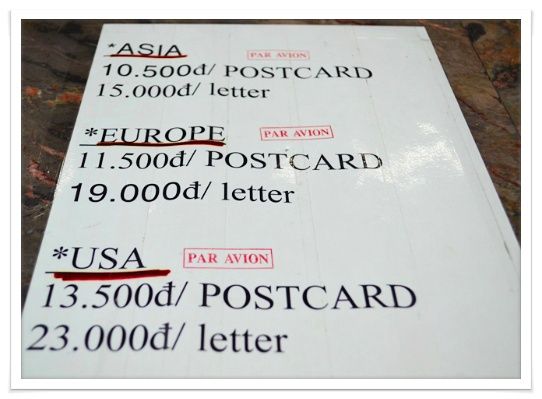 *ASIA PAR AVION
10.500đ/ POSTCARD
15.000đ/ letter
*EUROPE PAR AVION
11.500đ/ POSTCARD
19.000đ/ letter
*USA PAR AVION
13.500đ/ POSTCARD
23.000đ/ letter